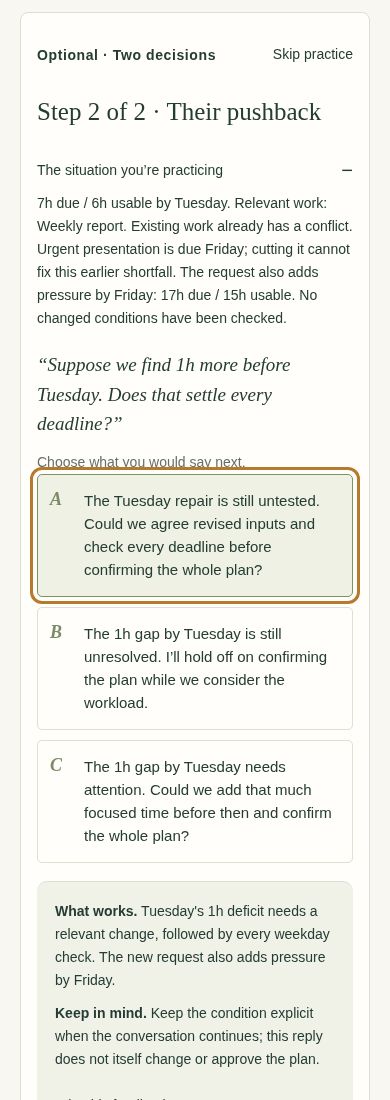 Optional · Two decisions
Skip practice
Step 2 of 2 · Their pushback
The situation you’re practicing
–
7h due / 6h usable by Tuesday. Relevant work:
Weekly report. Existing work already has a conflict.
Urgent presentation is due Friday; cutting it cannot
fix this earlier shortfall. The request also adds
pressure by Friday: 17h due / 15h usable. No
changed conditions have been checked.
“Suppose we find 1h more before
Tuesday. Does that settle every
deadline?”
Choose what you would say next.
A
The Tuesday repair is still untested.
Could we agree revised inputs and
check every deadline before
confirming the whole plan?
B
The 1h gap by Tuesday is still
unresolved. I’ll hold off on confirming
the plan while we consider the
workload.
C
The 1h gap by Tuesday needs
attention. Could we add that much
focused time before then and confirm
the whole plan?
What works. Tuesday's 1h deficit needs a
relevant change, followed by every weekday
check. The new request also adds pressure
by Friday.
Keep in mind. Keep the condition explicit
when the conversation continues; this reply
does not itself change or approve the plan.